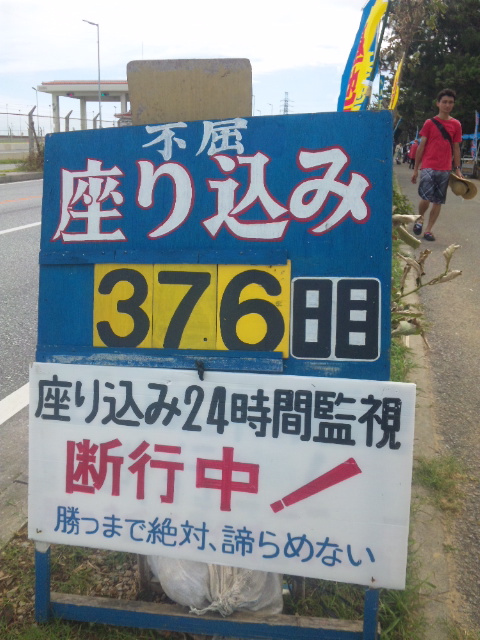 不屈
座り込み
376日目
座り込み24時間監視
断行中!
勝つまで絶対、諦らめない